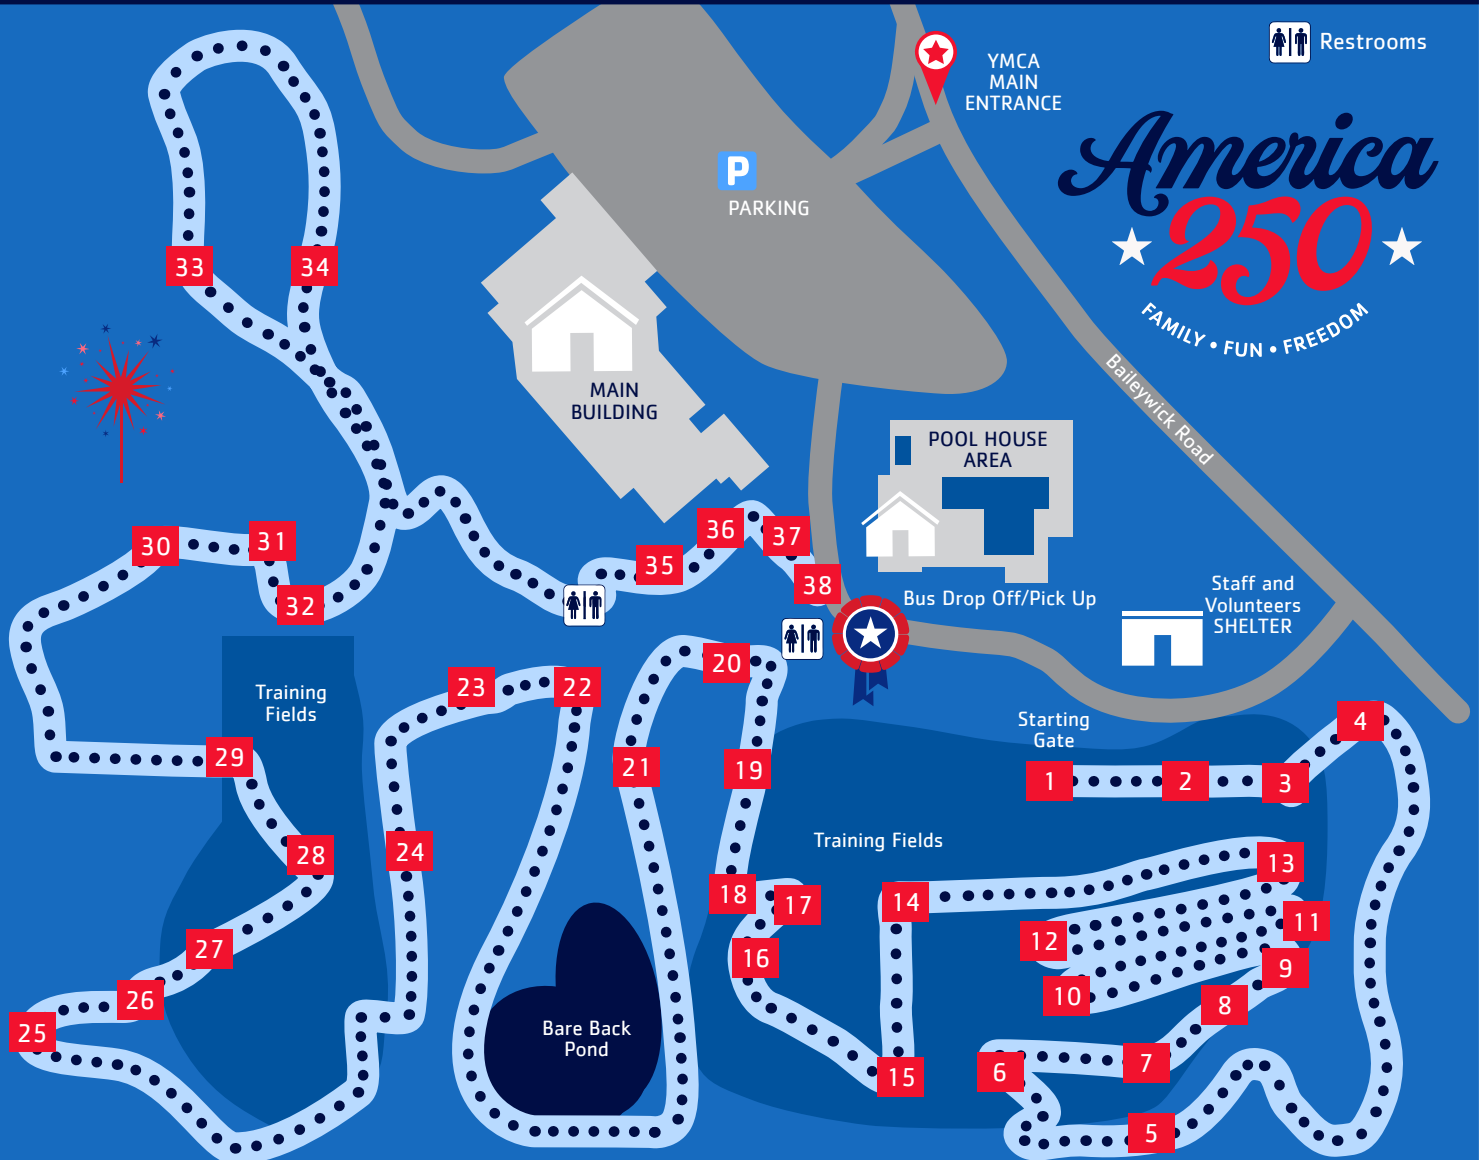 Restrooms
YMCA
MAIN
ENTRANCE
America
250
FAMILY • FUN • FREEDOM
P
PARKING
33
34
Baileywick Road
MAIN
BUILDING
POOL HOUSE
AREA
36
37
30
31
35
38
32
Bus Drop Off/Pick Up
Staff and
Volunteers
SHELTER
20
23
22
Training
Fields
Starting
Gate
4
29
21
19
1
2
3
Training Fields
28
24
13
18
17
14
11
12
27
16
9
10
8
26
25
Bare Back
Pond
15
6
7
5